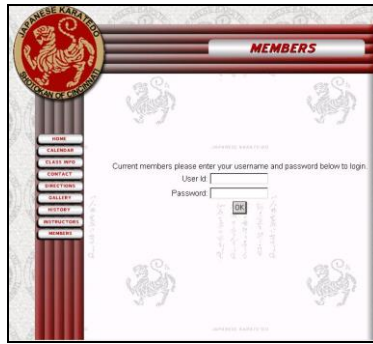 JAPANESE KARATEDO
SHOTOKAN OF CINCINNATI
MEMBERS
HOME
CALENDAR
CLASS INFO
CONTACT
DIRECTIONS
GALLERY
HISTORY
INSTRUCTORS
MEMBERS
Current members please enter your username and password below to login.
User Id:
Password:
OK